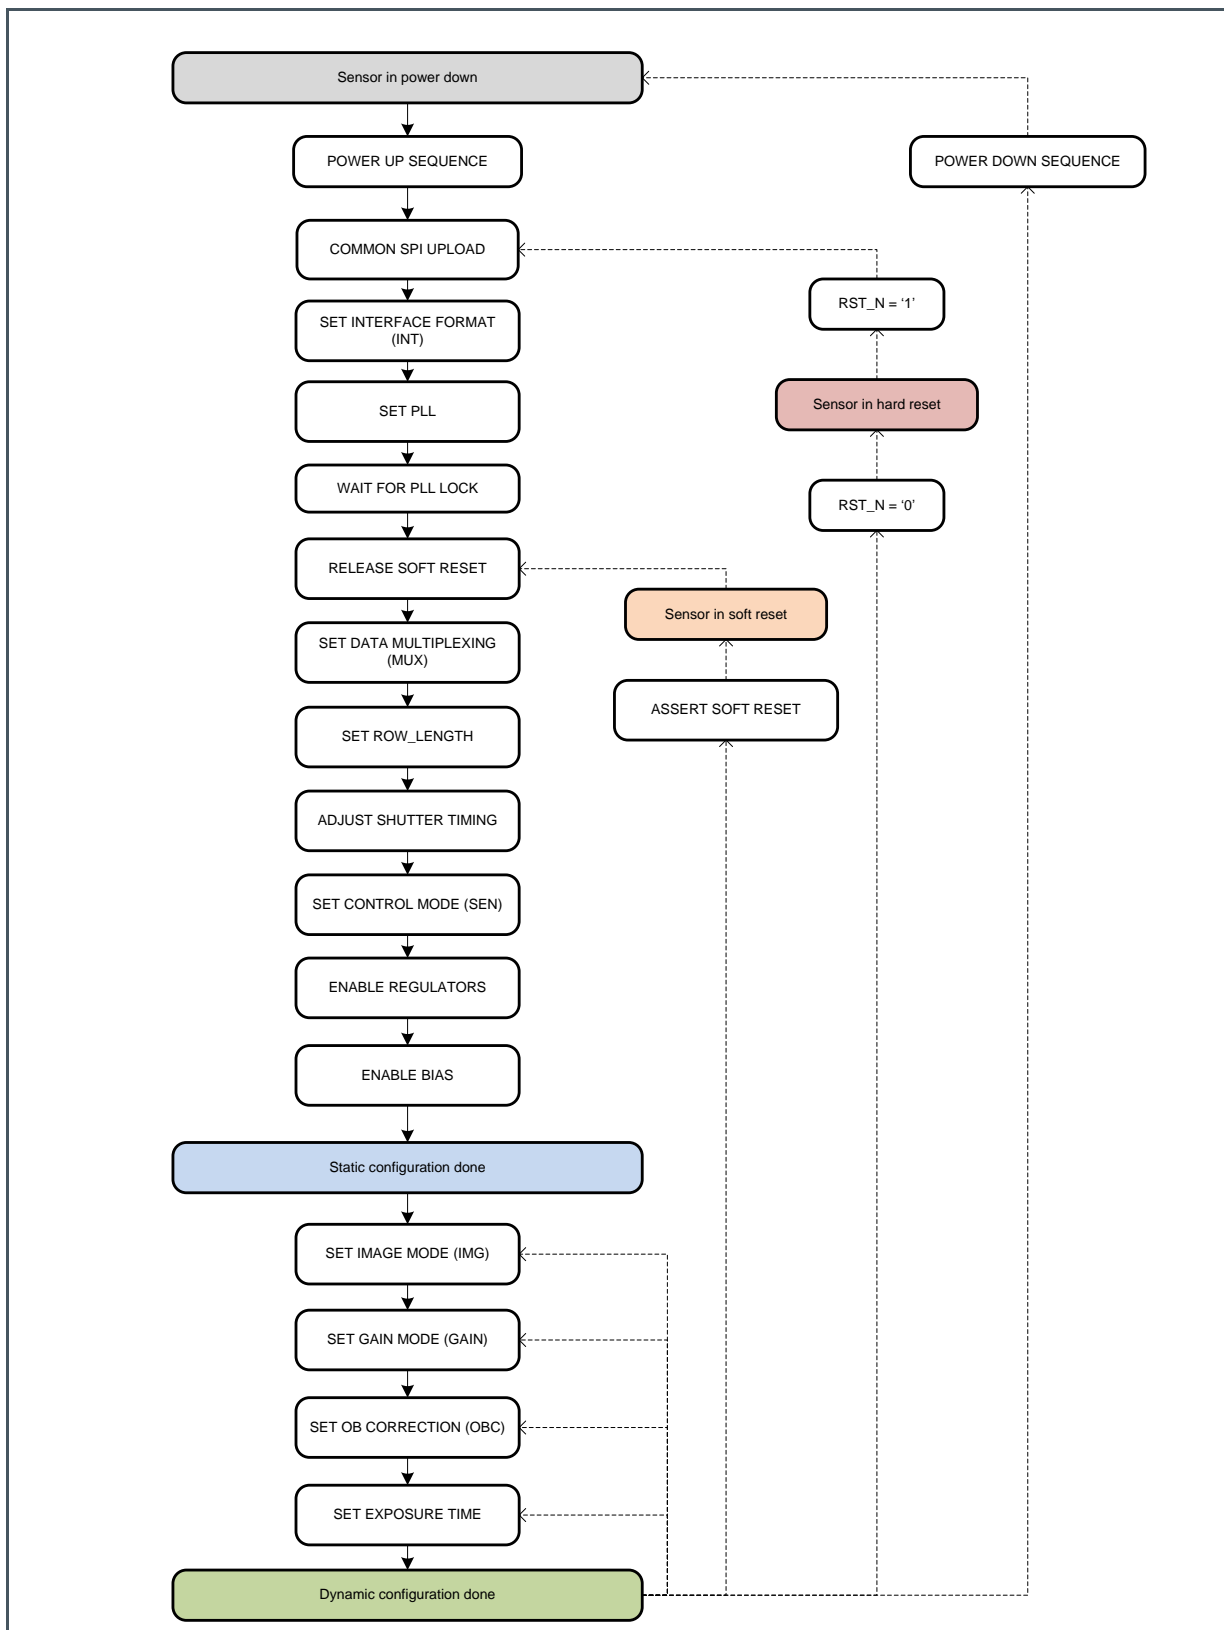 Sensor in power down
POWER UP SEQUENCE
POWER DOWN SEQUENCE
COMMON SPI UPLOAD
RST_N = ‘1’
SET INTERFACE FORMAT
(INT)
SET PLL
Sensor in hard reset
WAIT FOR PLL LOCK
RST_N = ‘0’
RELEASE SOFT RESET
Sensor in soft reset
SET DATA MULTIPLEXING
(MUX)
ASSERT SOFT RESET
SET ROW_LENGTH
ADJUST SHUTTER TIMING
SET CONTROL MODE (SEN)
ENABLE REGULATORS
ENABLE BIAS
Static configuration done
SET IMAGE MODE (IMG)
SET GAIN MODE (GAIN)
SET OB CORRECTION (OBC)
SET EXPOSURE TIME
Dynamic configuration done